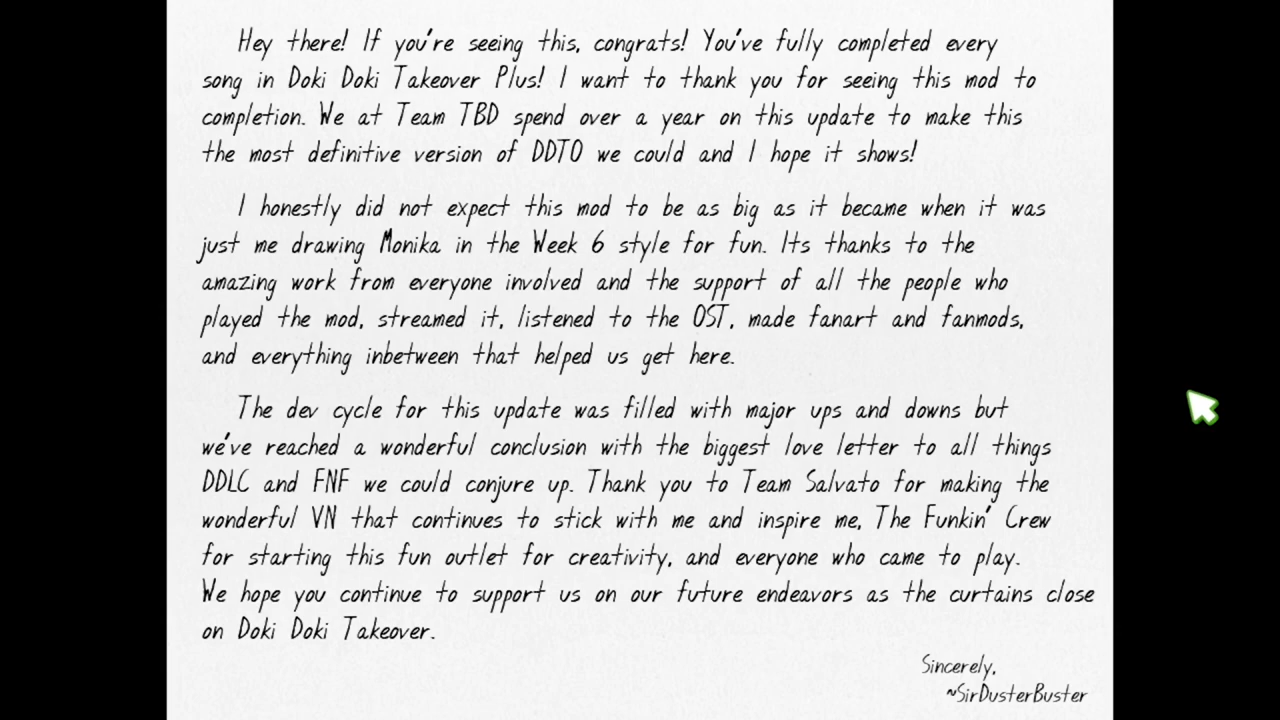 Hey there! If you're seeing this, congrats! You've fully completed every
song in Doki Doki Takeover Plus! I want to thank you for seeing this mod to
completion. We at Team TBD spend over a year on this update to make this
the most definitive version of DDTO we could and I hope it shows!
I honestly did not expect this mod to be as big as it became when it was
just me drawing Monika in the Week 6 style for fun. Its thanks to the
amazing work from everyone involved and the support of all the people who
played the mod, streamed it, listened to the OST, made fanart and fanmods,
and everything inbetween that helped us get here.
The dev cycle for this update was filled with major ups and downs but
we've reached a wonderful conclusion with the biggest love letter to all things
DDLC and FNF we could conjure up. Thank you to Team Salvato for making the
wonderful VN that continues to stick with me and inspire me, The Funkin' Crew
for starting this fun outlet for creativity, and everyone who came to play.
We hope you continue to support us on our future endeavors as the curtains close
on Doki Doki Takeover.
Sincerely,
~SirDusterBuster